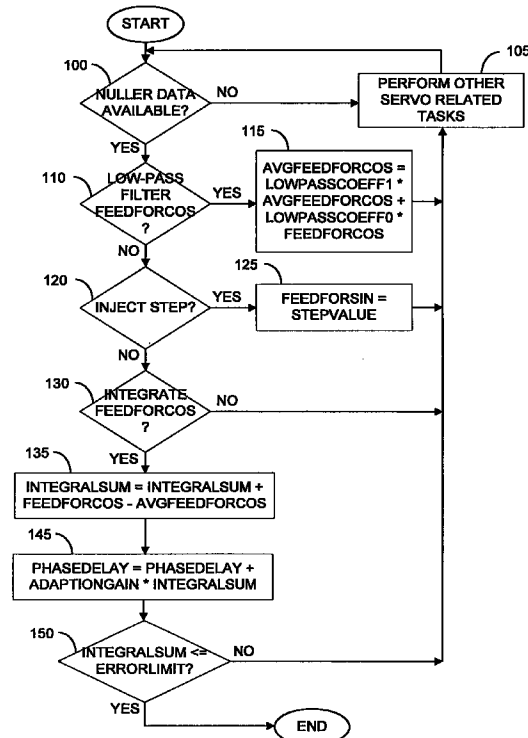 START
100
NULLER DATA
AVAILABLE?
NO
YES
105
PERFORM OTHER
SERVO RELATED
TASKS
110
LOW-PASS
FILTER
FEEDFORCOS
?
YES
NO
115
AVGFEEDFORCOS =
LOWPASSCOEFF1 *
AVGFEEDFORCOS +
LOWPASSCOEFF0 *
FEEDFORCOS
120
INJECT STEP?
YES
NO
125
FEEDFORSIN =
STEPVALUE
130
INTEGRATE
FEEDFORCOS
?
NO
YES
135
INTEGRALSUM = INTEGRALSUM +
FEEDFORCOS - AVGFEEDFORCOS
145
PHASEDELAY = PHASEDELAY +
ADAPTIONGAIN * INTEGRALSUM
150
INTEGRALSUM <=
ERRORLIMIT?
NO
YES
END